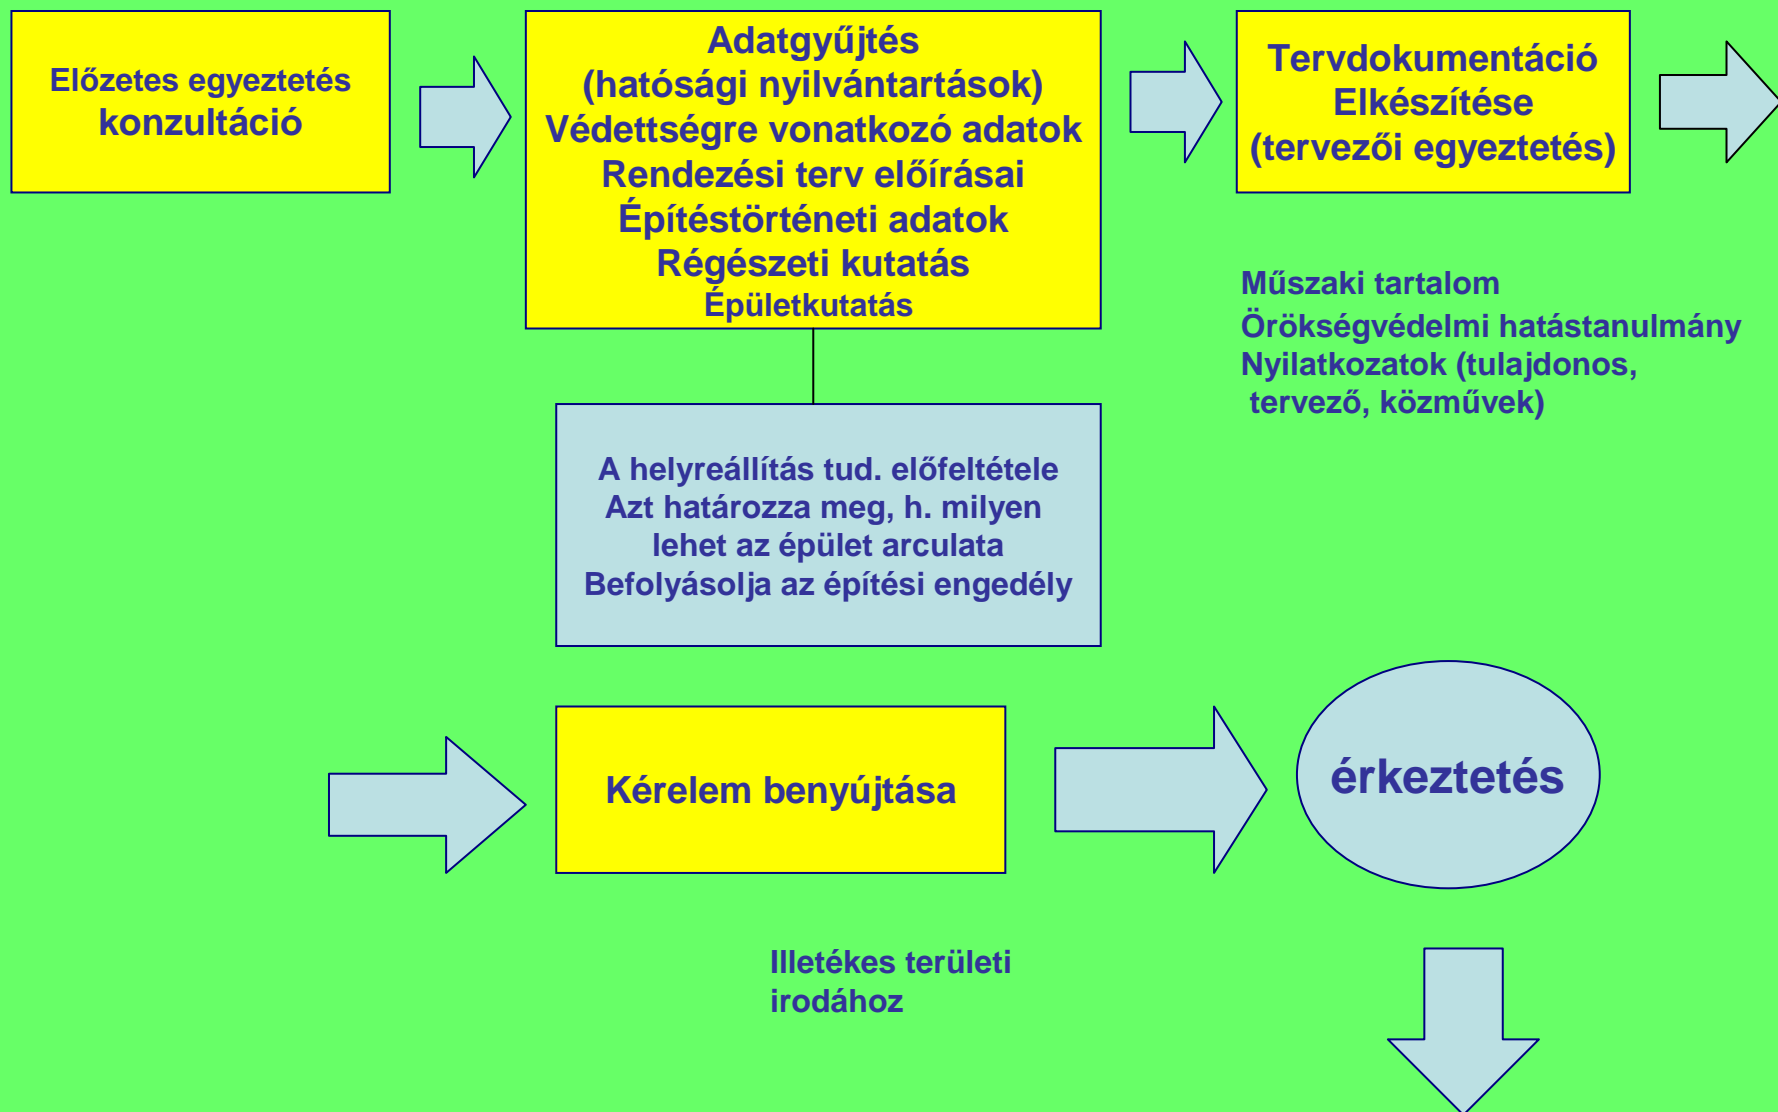 Előzetes egyeztetés
konzultáció
Adatgyűjtés
(hatósági nyilvántartások)
Védettségre vonatkozó adatok
Rendezési terv előírásai
Építéstörténeti adatok
Régészeti kutatás
Épületkutatás
Tervdokumentáció
Elkészítése
(tervezői egyeztetés)
Műszaki tartalom
Örökségvédelmi hatástanulmány
Nyilatkozatok (tulajdonos,
tervező, közművek)
A helyreállítás tud. előfeltétele
Azt határozza meg, h. milyen
lehet az épület arculata
Befolyásolja az építési engedély
Kérelem benyújtása
érkeztetés
Illetékes területi
irodához